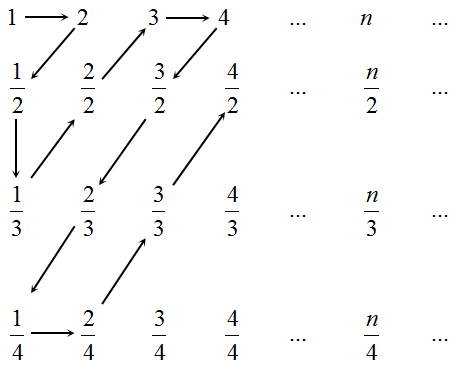 1 2 3 4 ... n ...
1/2 2/2 3/2 4/2 ... n/2 ...
1/3 2/3 3/3 4/3 ... n/3 ...
1/4 2/4 3/4 4/4 ... n/4 ...